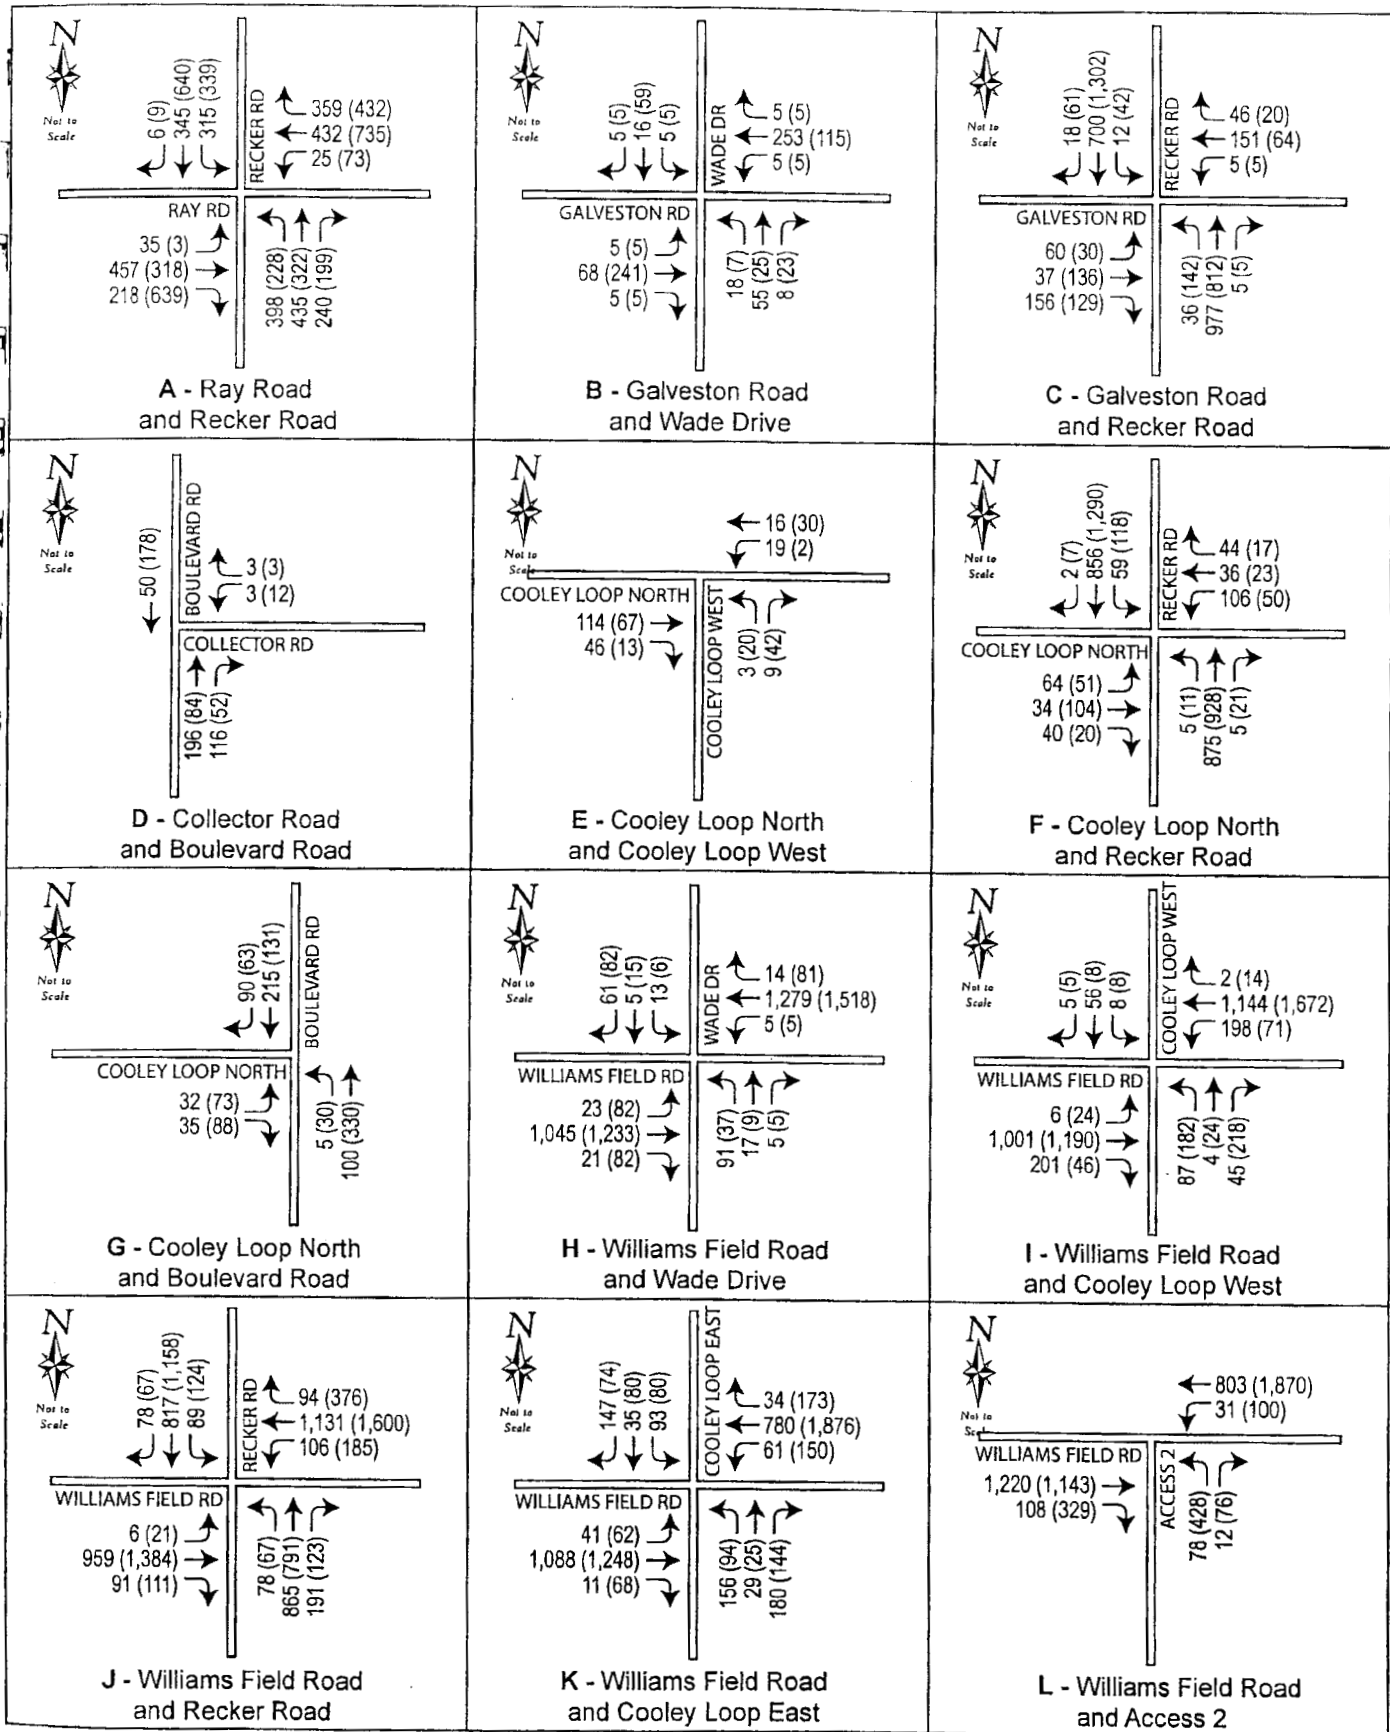 N
Not to
Scale
6 (9)
345 (640)
315 (339)
RECKER RD
359 (432)
432 (735)
25 (73)
RAY RD
35 (3)
457 (318)
218 (639)
398 (228)
435 (322)
240 (199)
A - Ray Road
and Recker Road
N
Not to
Scale
5 (5)
16 (59)
5 (5)
WADE DR
5 (5)
253 (115)
5 (5)
GALVESTON RD
5 (5)
68 (241)
5 (5)
18 (7)
55 (25)
8 (23)
B - Galveston Road
and Wade Drive
N
Not to
Scale
18 (61)
700 (1,302)
12 (42)
RECKER RD
46 (20)
151 (64)
5 (5)
GALVESTON RD
60 (30)
37 (136)
156 (129)
36 (142)
977 (812)
5 (5)
C - Galveston Road
and Recker Road
N
Not to
Scale
50 (178)
BOULEVARD RD
3 (3)
3 (12)
COLLECTOR RD
196 (84)
116 (52)
D - Collector Road
and Boulevard Road
N
Not to
Scale
16 (30)
19 (2)
COOLEY LOOP NORTH
114 (67)
46 (13)
COOLEY LOOP WEST
3 (20)
9 (42)
E - Cooley Loop North
and Cooley Loop West
N
Not to
Scale
2 (7)
856 (1,290)
59 (118)
RECKER RD
44 (17)
36 (23)
106 (50)
COOLEY LOOP NORTH
64 (51)
34 (104)
40 (20)
5 (11)
875 (928)
5 (21)
F - Cooley Loop North
and Recker Road
N
Not to
Scale
90 (63)
215 (131)
BOULEVARD RD
COOLEY LOOP NORTH
32 (73)
35 (88)
5 (30)
100 (330)
G - Cooley Loop North
and Boulevard Road
N
Not to
Scale
61 (82)
5 (15)
13 (6)
WADE DR
14 (81)
1,279 (1,518)
5 (5)
WILLIAMS FIELD RD
23 (82)
1,045 (1,233)
21 (82)
91 (37)
17 (9)
5 (5)
H - Williams Field Road
and Wade Drive
N
Not to
Scale
5 (5)
56 (8)
8 (8)
COOLEY LOOP WEST
2 (14)
1,144 (1,672)
198 (71)
WILLIAMS FIELD RD
6 (24)
1,001 (1,190)
201 (46)
87 (182)
4 (24)
45 (218)
I - Williams Field Road
and Cooley Loop West
N
Not to
Scale
78 (67)
817 (1,158)
89 (124)
RECKER RD
94 (376)
1,131 (1,600)
106 (185)
WILLIAMS FIELD RD
6 (21)
959 (1,384)
91 (111)
78 (67)
865 (791)
191 (123)
J - Williams Field Road
and Recker Road
N
Not to
Scale
147 (74)
35 (80)
93 (80)
COOLEY LOOP EAST
34 (173)
780 (1,876)
61 (150)
WILLIAMS FIELD RD
41 (62)
1,088 (1,248)
11 (68)
156 (94)
29 (25)
180 (144)
K - Williams Field Road
and Cooley Loop East
N
Not to
Scale
803 (1,870)
31 (100)
WILLIAMS FIELD RD
1,220 (1,143)
108 (329)
ACCESS 2
78 (428)
12 (76)
L - Williams Field Road
and Access 2